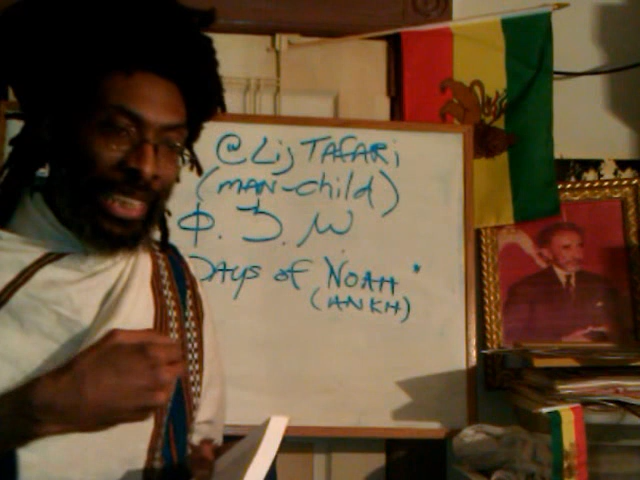 @Lij TAFARi
(MAN-child)
ቀ. ኃ. ሥ
Days of NOAH
(ANKH)